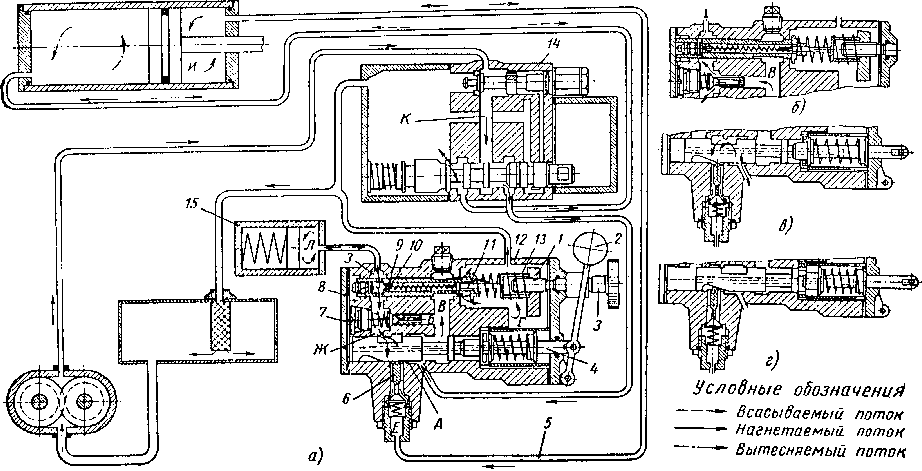 И
14
К
15
Л
З
9
10
11
12
13
1
2
8
В
3
7
Г
Ж
4
6
А
Е
5
а)
В
б)
в)
г)
Условные обозначения
Всасываемый поток
Нагнетаемый поток
Вытесняемый поток